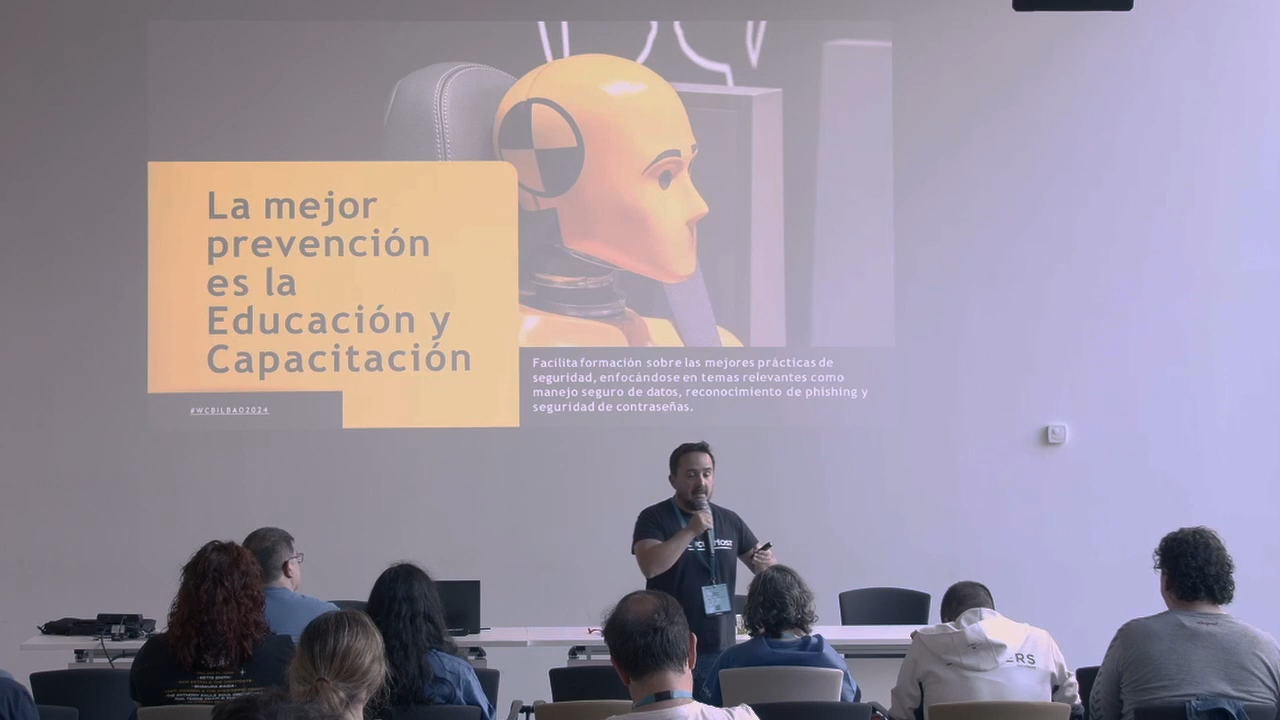 La mejor
prevención
es la
Educación y
Capacitación
#WCBILBAO2024
Facilita formación sobre las mejores prácticas de
seguridad, enfocándose en temas relevantes como
manejo seguro de datos, reconocimiento de phishing y
seguridad de contraseñas.